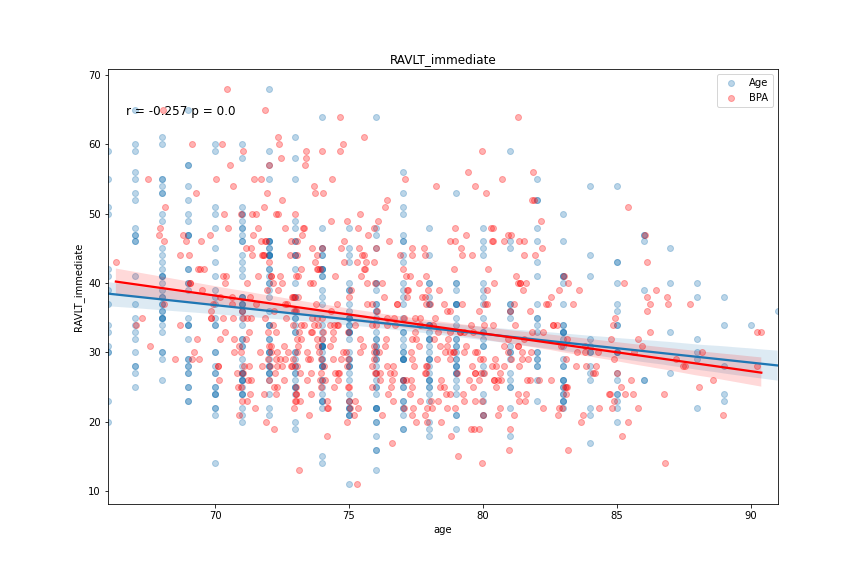 RAVLT_immediate
70
60
50
40
30
20
10
RAVLT_immediate
r = -0.257 p = 0.0
Age
BPA
70
75
80
85
90
age